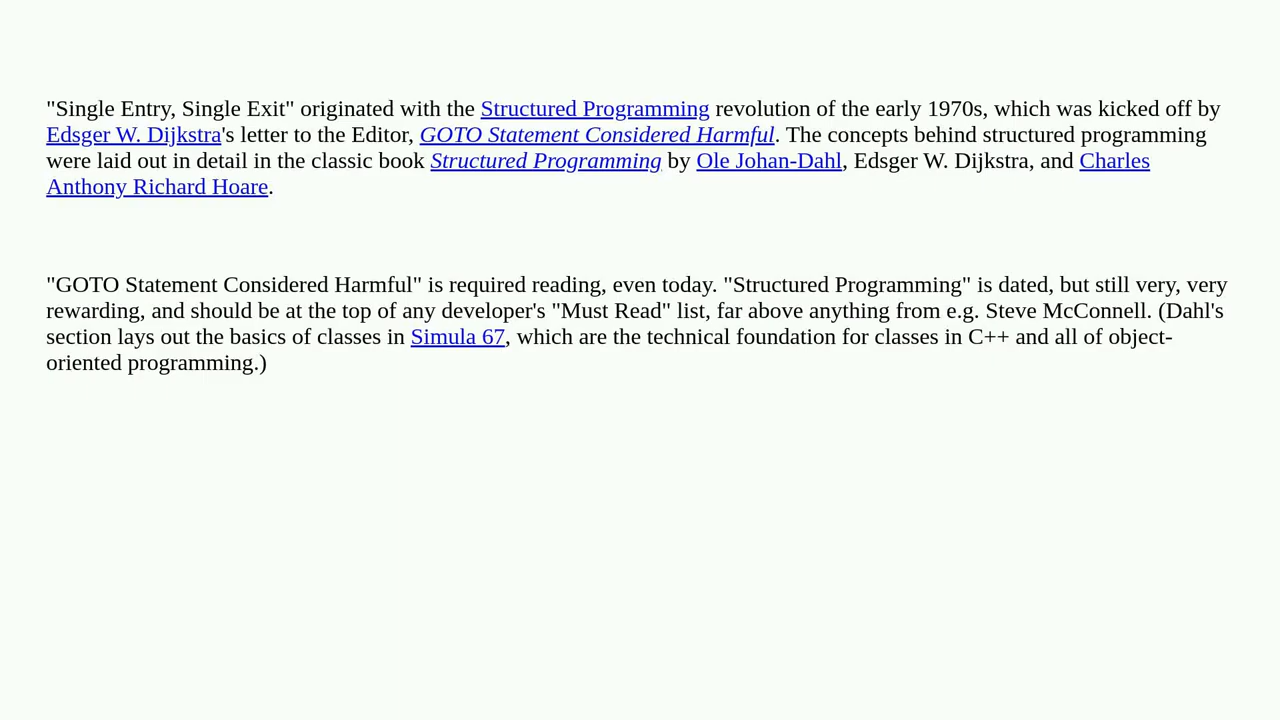 "Single Entry, Single Exit" originated with the Structured Programming revolution of the early 1970s, which was kicked off by
Edsger W. Dijkstra's letter to the Editor, GOTO Statement Considered Harmful. The concepts behind structured programming
were laid out in detail in the classic book Structured Programming by Ole Johan-Dahl, Edsger W. Dijkstra, and Charles
Anthony Richard Hoare.
"GOTO Statement Considered Harmful" is required reading, even today. "Structured Programming" is dated, but still very, very
rewarding, and should be at the top of any developer's "Must Read" list, far above anything from e.g. Steve McConnell. (Dahl's
section lays out the basics of classes in Simula 67, which are the technical foundation for classes in C++ and all of object-
oriented programming.)